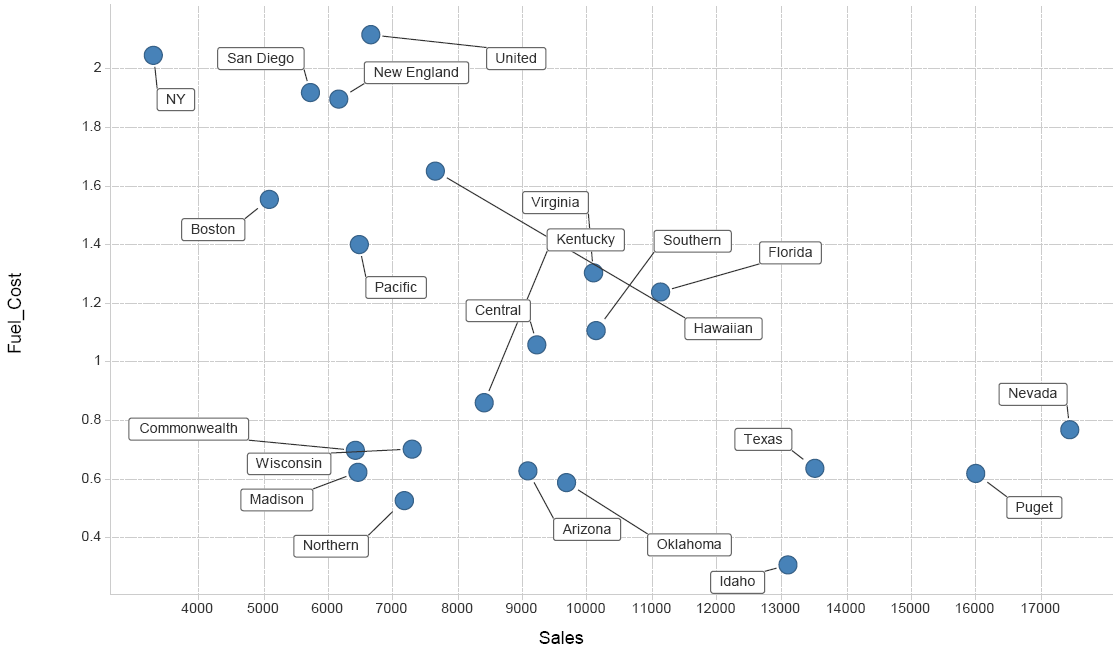 United
San Diego
New England
2
NY
1.8
1.6
Virginia
Boston
Kentucky
Southern
1.4
Florida
Pacific
Fuel_Cost
1.2
Central
Hawaiian
1
Nevada
0.8
Commonwealth
Texas
Wisconsin
0.6
Madison
Puget
Arizona
0.4
Northern
Oklahoma
Idaho
4000 5000 6000 7000 8000 9000 10000 11000 12000 13000 14000 15000 16000 17000
Sales